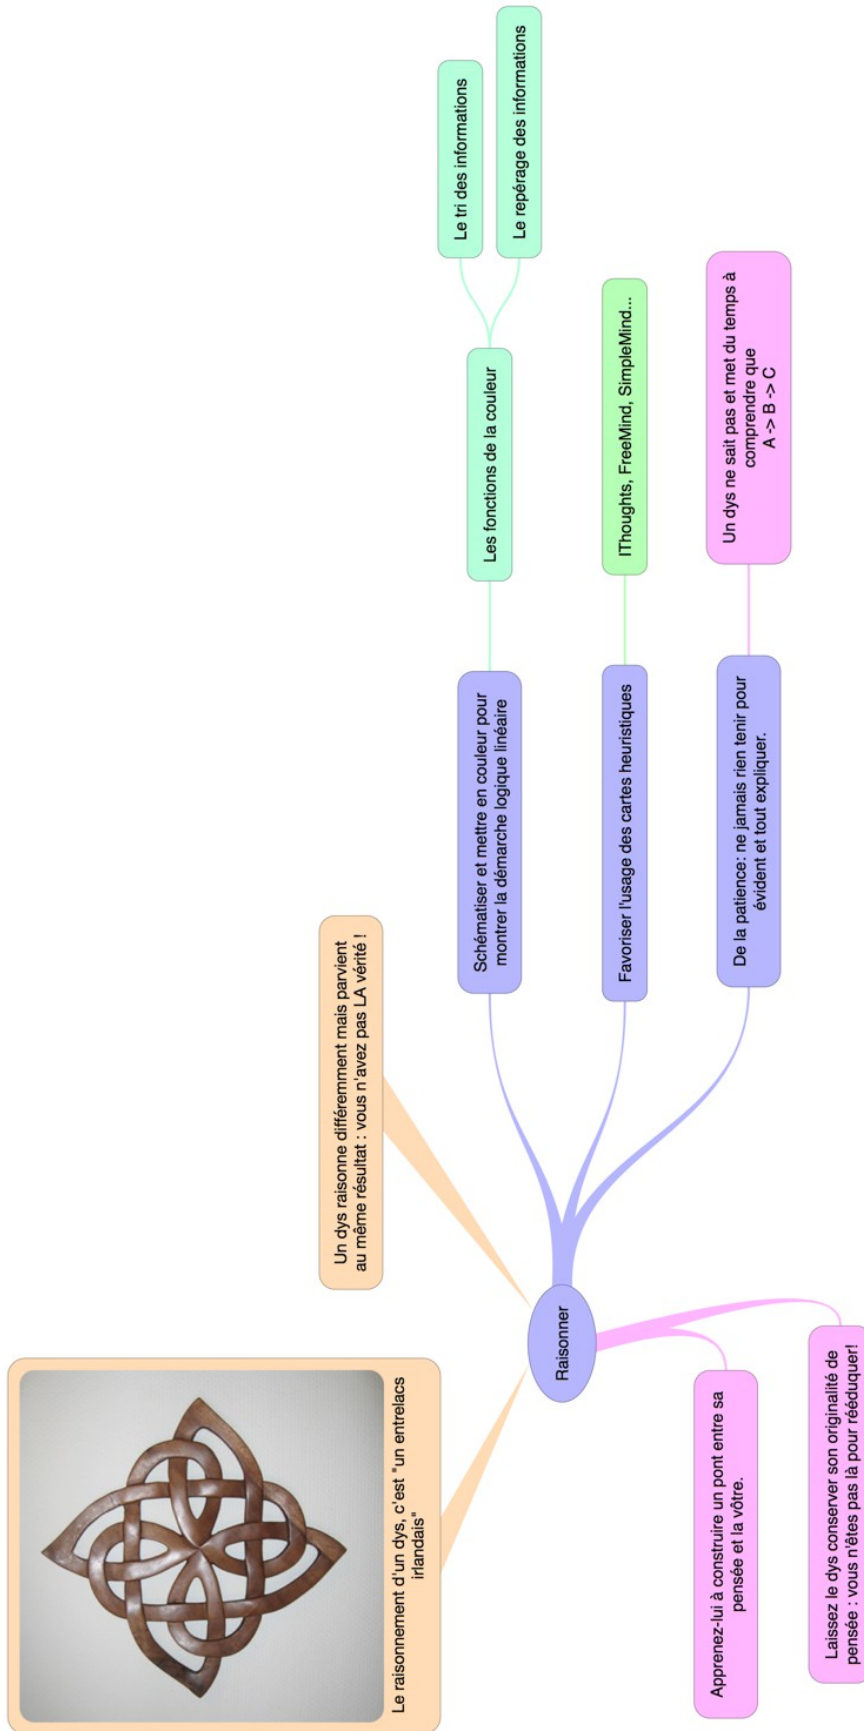 Le raisonnement d'un dys, c'est "un entrelacs
irlandais"
Un dys raisonne différemment mais parvient
au même résultat : vous n'avez pas LA vérité !
Raisonner
Schématiser et mettre en couleur pour
montrer la démarche logique linéaire
Les fonctions de la couleur
Le tri des informations
Le repérage des informations
Favoriser l'usage des cartes heuristiques
IThoughts, FreeMind, SimpleMind...
De la patience: ne jamais rien tenir pour
évident et tout expliquer.
Un dys ne sait pas et met du temps à
comprendre que
A -> B -> C
Apprenez-lui à construire un pont entre sa
pensée et la vôtre.
Laissez le dys conserver son originalité de
pensée : vous n'êtes pas là pour rééduquer!